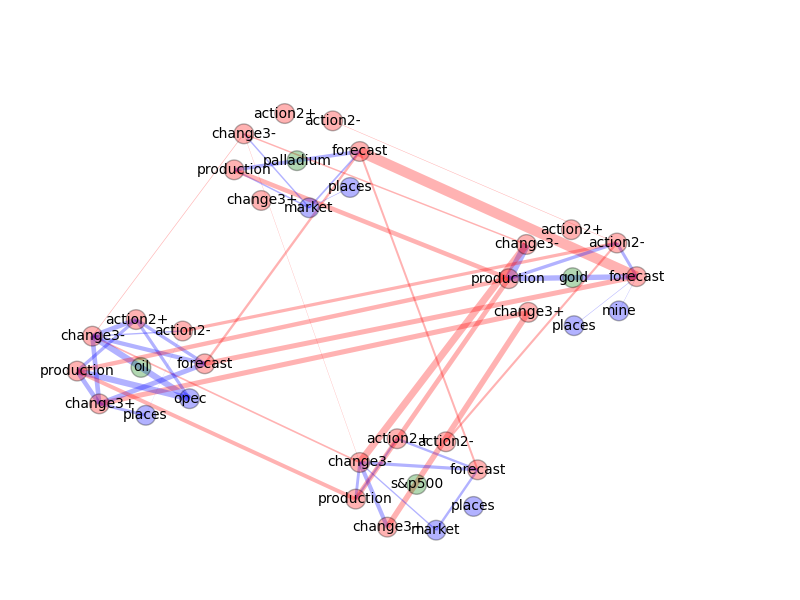 action2+
action2-
change3-
forecast
palladium
production
places
change3+
market
action2+
action2-
change3-
forecast
production
gold
change3+
mine
places
action2+
action2-
change3-
forecast
oil
production
opec
change3+
places
action2+
action2-
change3-
forecast
s&p500
production
places
change3+
market